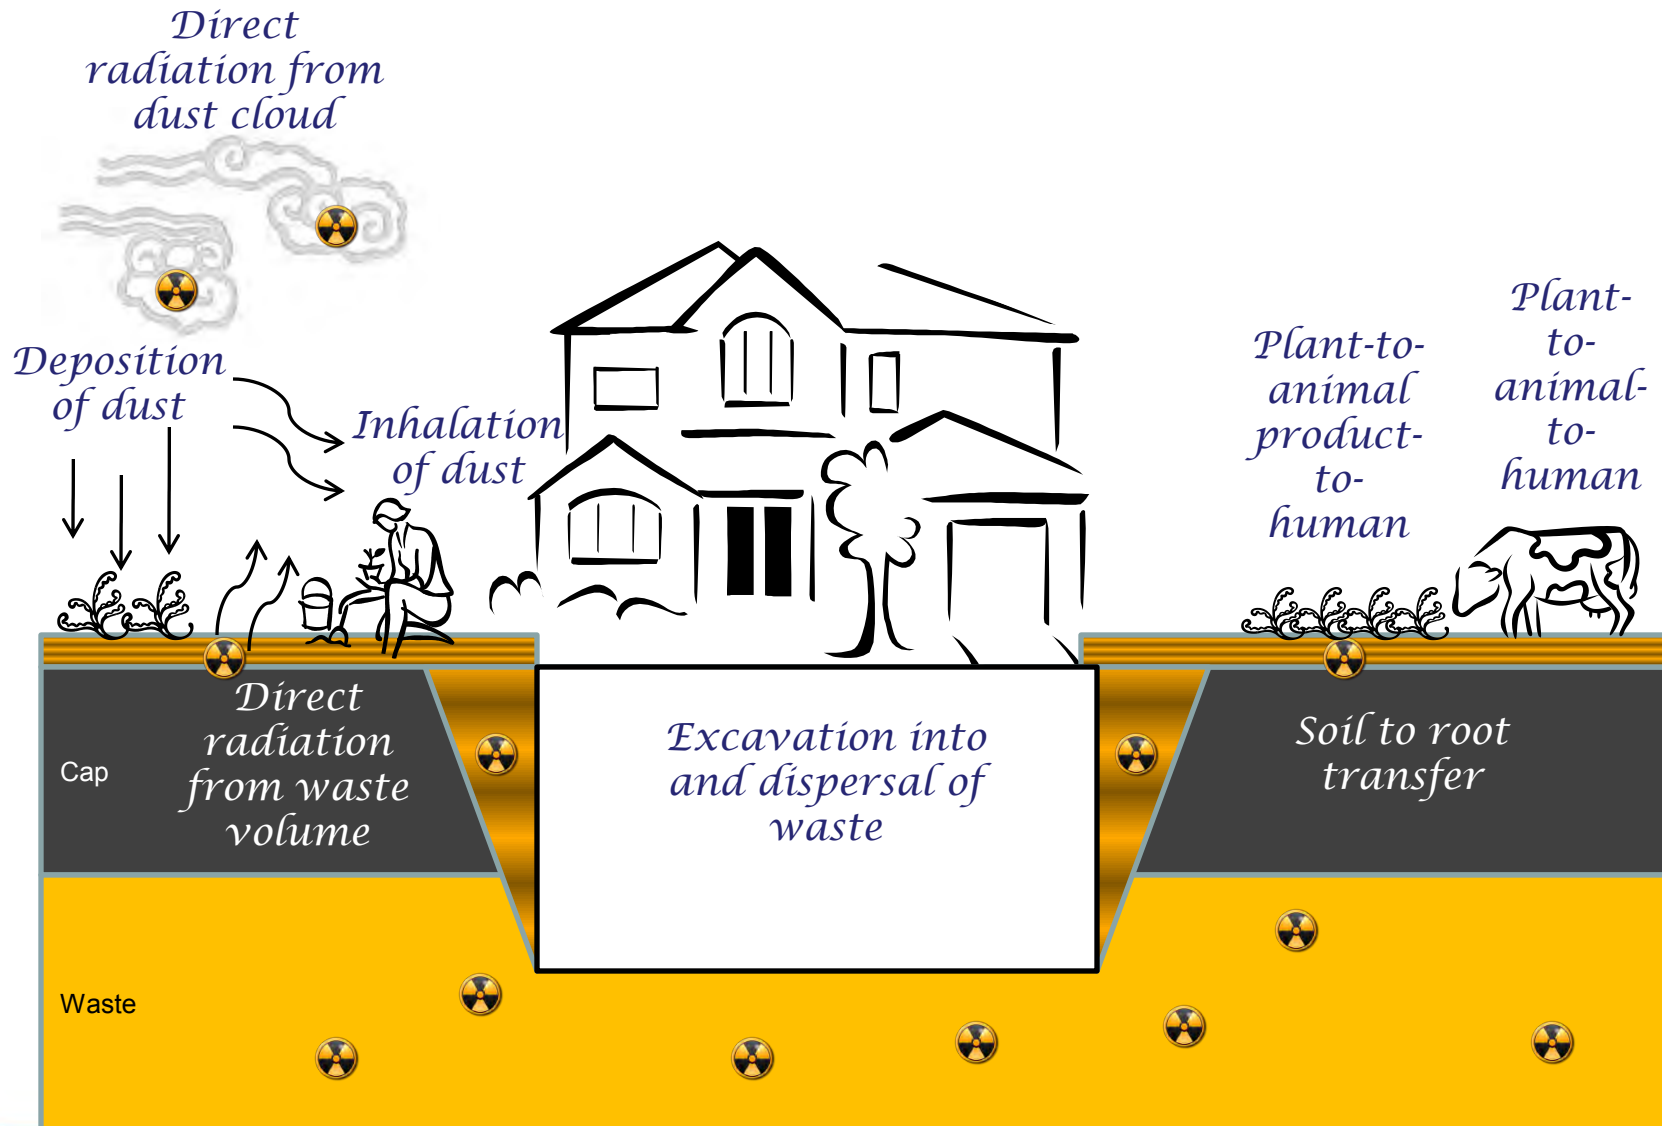 Direct
radiation from
dust cloud
Deposition
of dust
Inhalation
of dust
Plant-to-
animal
product-
to-
human
Plant-
to-
animal-
to-
human
Cap
Direct
radiation
from waste
volume
Excavation into
and dispersal of
waste
Soil to root
transfer
Waste